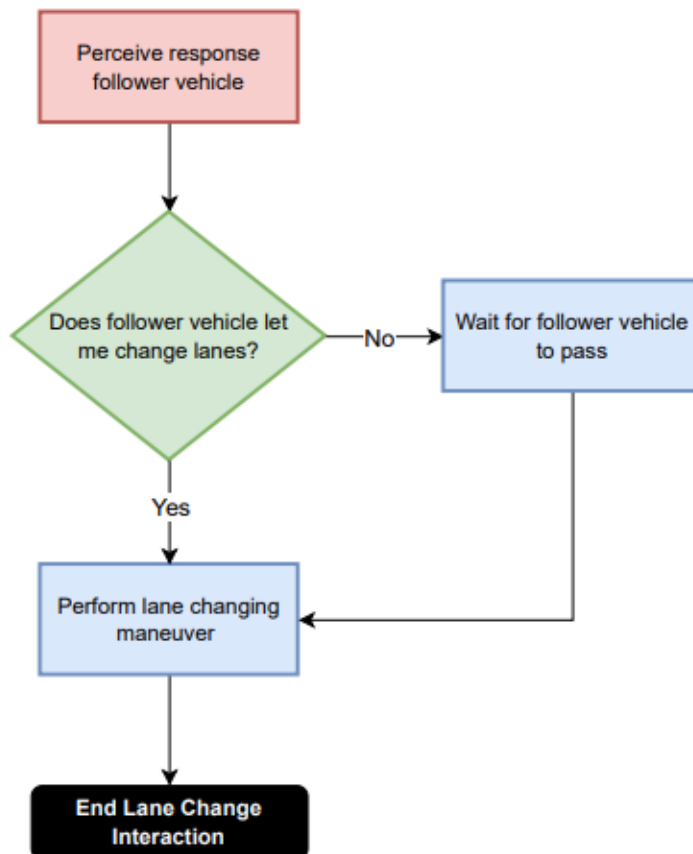 Perceive response
follower vehicle
Does follower vehicle let
me change lanes?
No
Wait for follower vehicle
to pass
Yes
Perform lane changing
maneuver
End Lane Change
Interaction